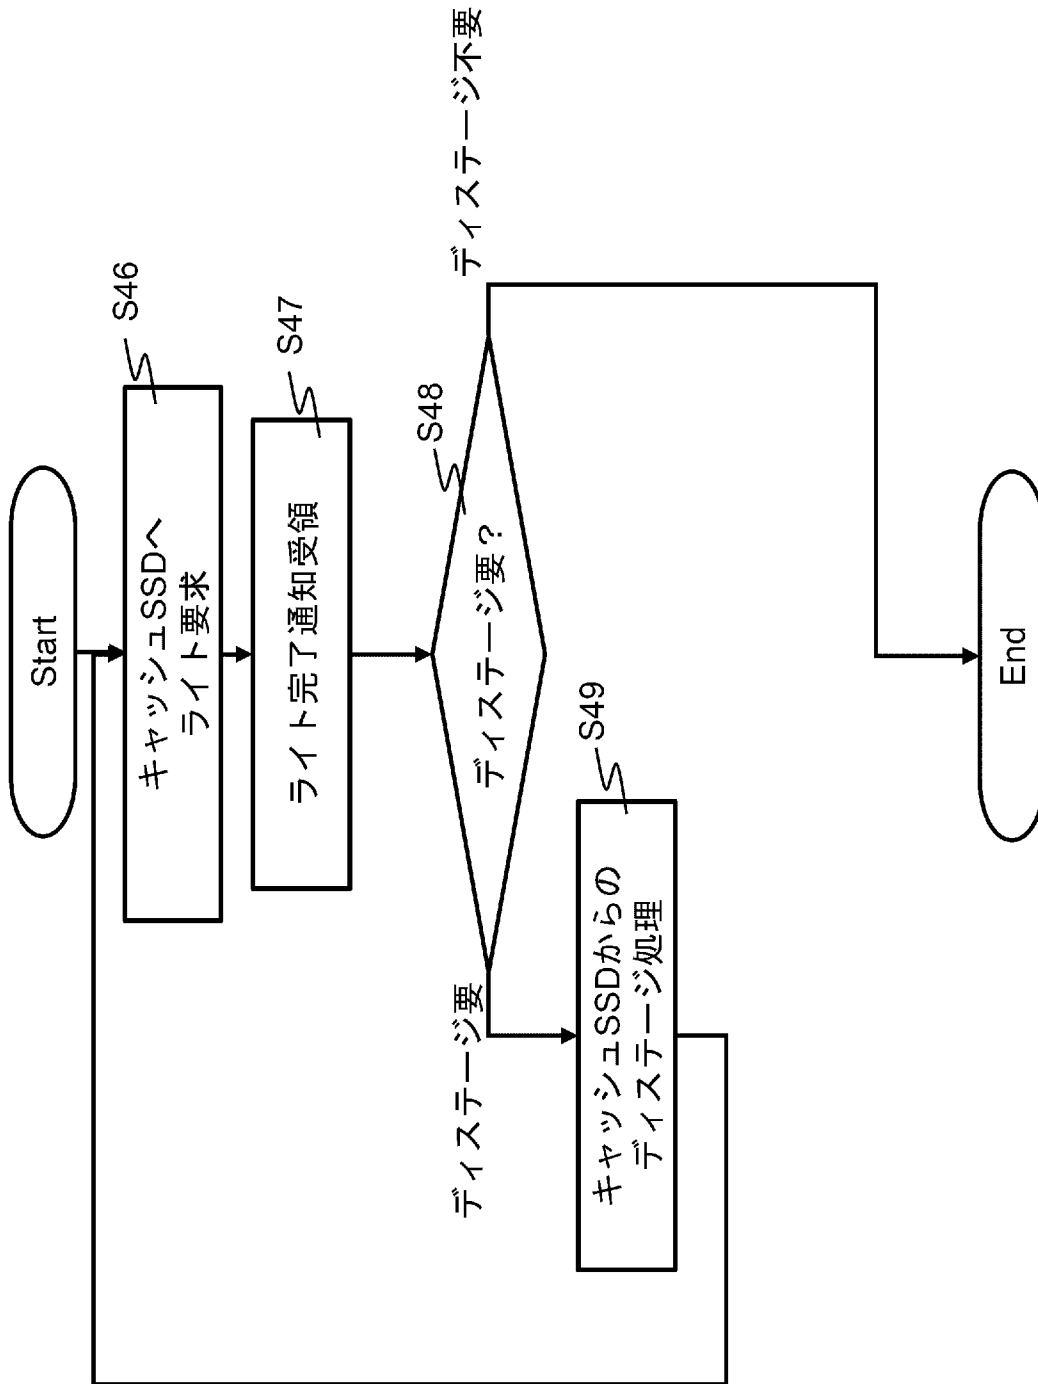 Start
S46
キャッシュSSDへ
ライト要求
S47
ライト完了通知受領
S48
ディステージ要？
ディステージ要
ディステージ不要
S49
キャッシュSSDからの
ディステージ処理
End